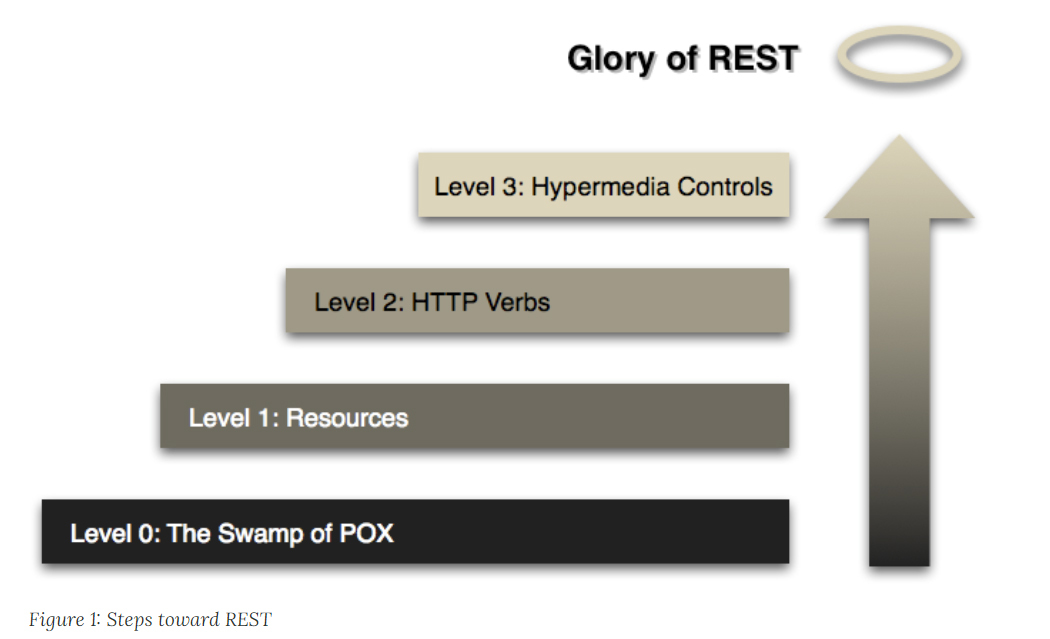 Glory of REST
Level 3: Hypermedia Controls
Level 2: HTTP Verbs
Level 1: Resources
Level 0: The Swamp of POX
Figure 1: Steps toward REST